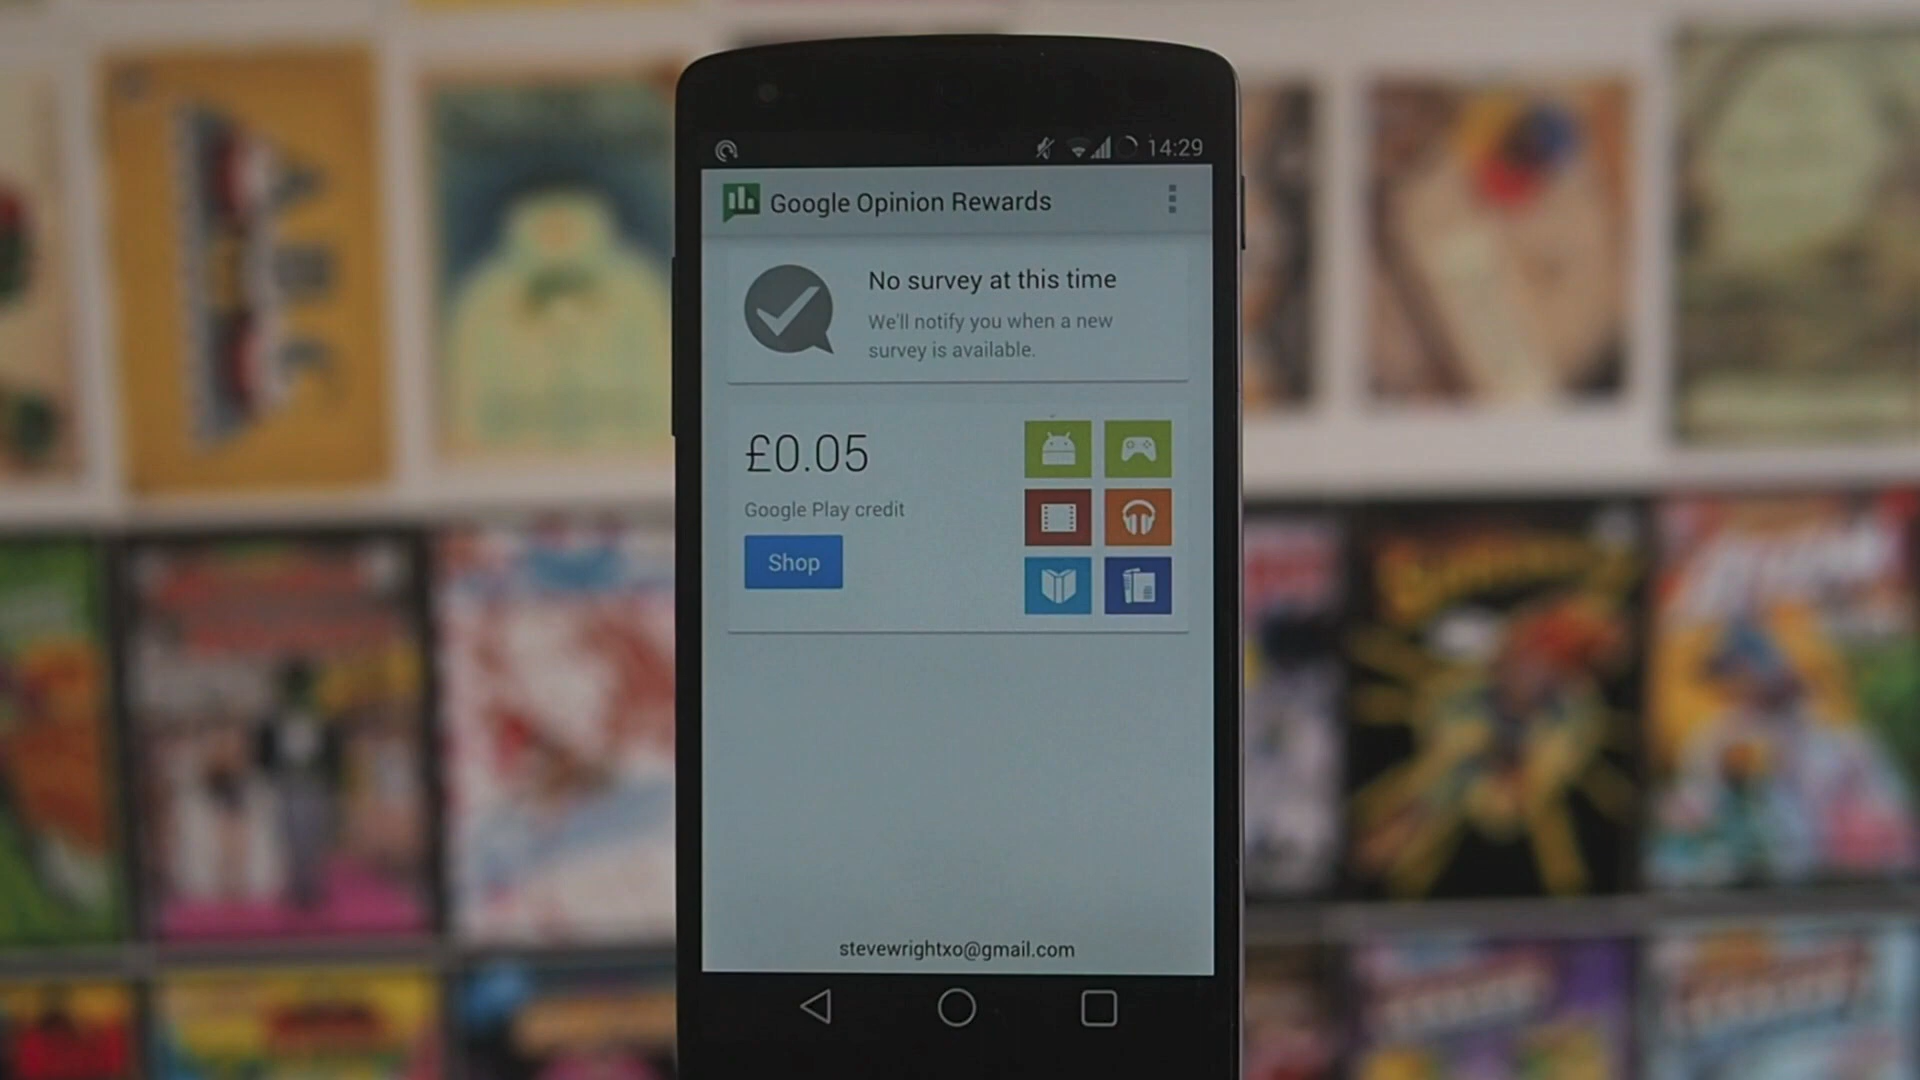 14:29
Google Opinion Rewards
No survey at this time
We'll notify you when a new
survey is available.
£0.05
Google Play credit
Shop
stevewrightxo@gmail.com